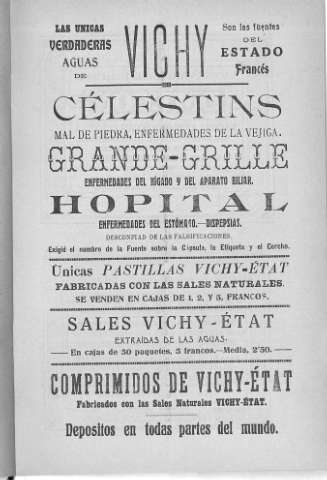 LAS UNICAS
VERDADERAS
AGUAS
DE
VICHY
Son las fuentes
DEL
ESTADO
Francés
CÉLESTINS
MAL DE PIEDRA, ENFERMEDADES DE LA VEJIGA.
GRANDE-GRILLE
ENFERMEDADES DEL HÍGADO Y DEL APARATO BILIAR.
HOPITAL
ENFERMEDADES DEL ESTÓMAGO.—DISPEPSIAS.
DESCONFIAD DE LAS FALSIFICACIONES.
Exigid el nombre de la Fuente sobre la Cápsula, la Etiqueta y el Corcho.
Únicas PASTILLAS VICHY-ÉTAT
FABRICADAS CON LAS SALES NATURALES.
SE VENDEN EN CAJAS DE 1, 2, Y 5, FRANCOS.
SALES VICHY-ÉTAT
EXTRAÍDAS DE LAS AGUAS.
— En cajas de 50 paquetes, 5 francos.—Media, 2'50. —
COMPRIMIDOS DE VICHY-ÉTAT
Fabricados con las Sales Naturales VICHY-ÉTAT.
Depositos en todas partes del mundo.